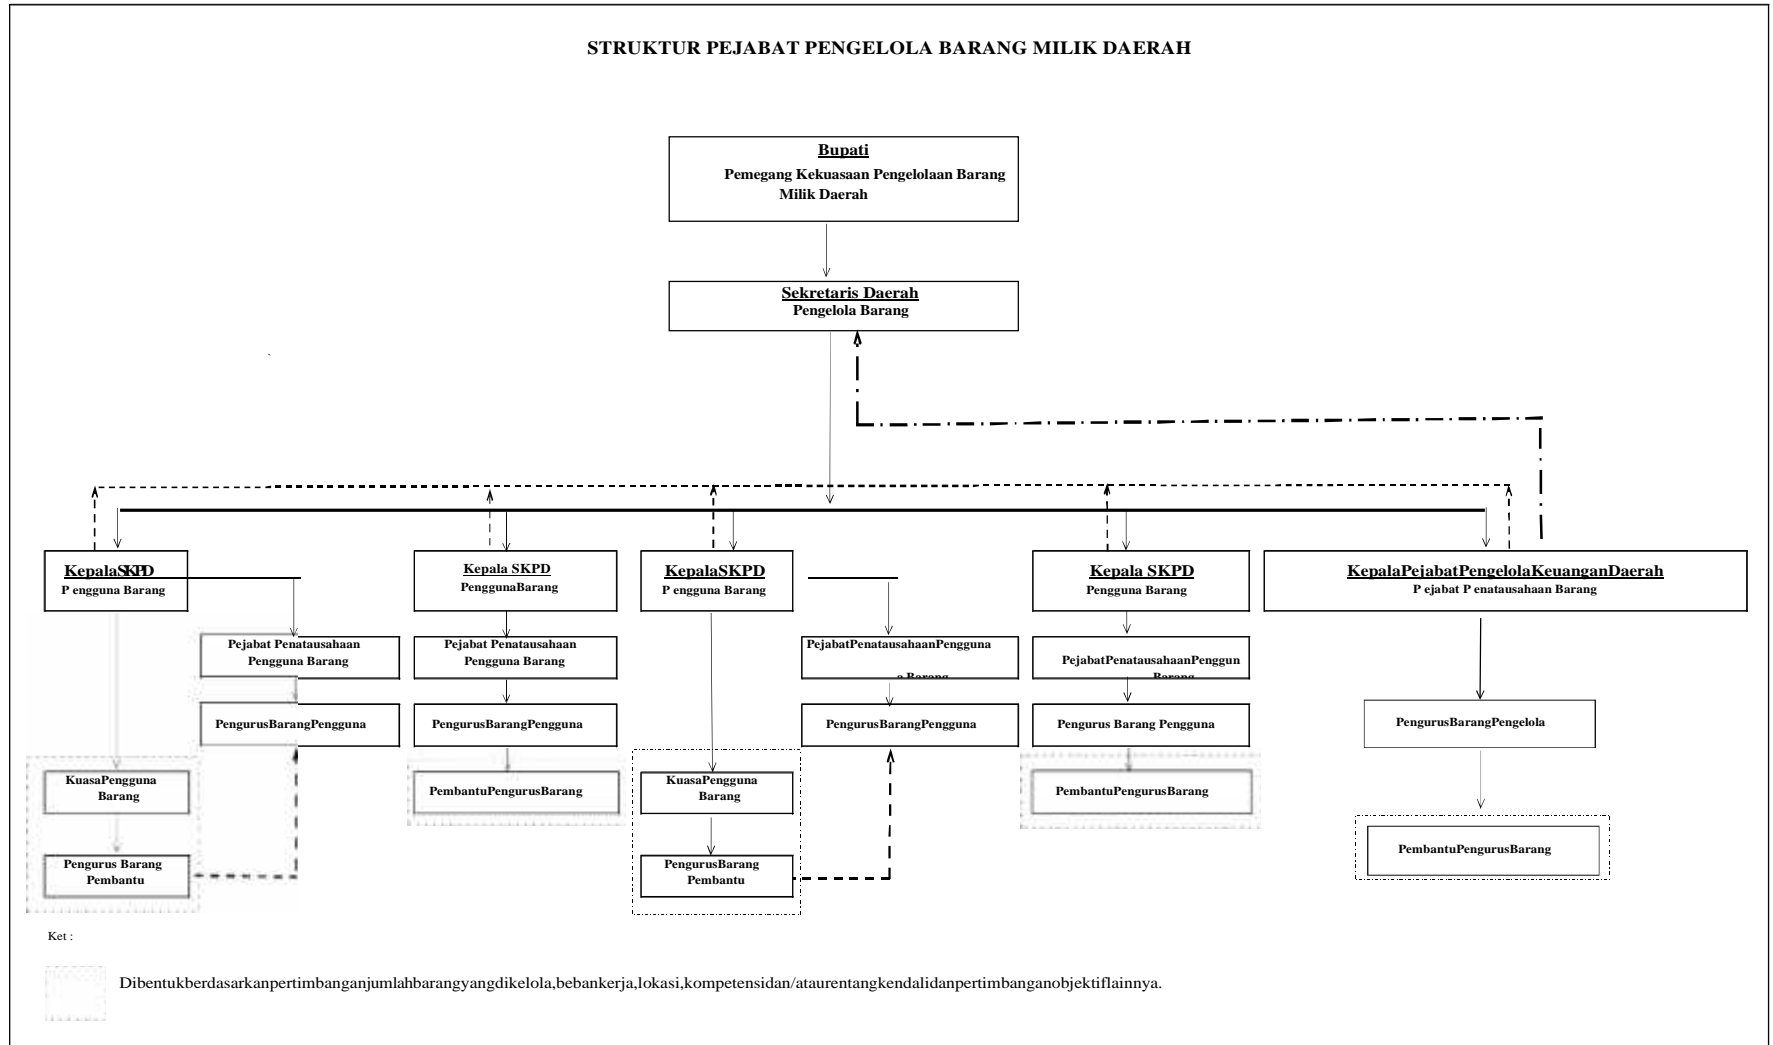 STRUKTUR PEJABAT PENGELOLA BARANG MILIK DAERAH
Bupati
Pemegang Kekuasaan Pengelolaan Barang
Milik Daerah
Sekretaris Daerah
Pengelola Barang
`
KepalaSKPD
P engguna Barang
Kepala SKPD
PenggunaBarang
KepalaSKPD
P engguna Barang
Kepala SKPD
Pengguna Barang
KepalaPejabatPengelolaKeuanganDaerah
P ejabat P enatausahaan Barang
Pejabat Penatausahaan
Pengguna Barang
Pejabat Penatausahaan
Pengguna Barang
PejabatPenatausahaanPengguna
a Barang
PejabatPenatausahaanPenggun
Barang
PengurusBarangPengguna
PengurusBarangPengguna
PengurusBarangPengguna
Pengurus Barang Pengguna
PengurusBarangPengelola
KuasaPengguna
Barang
PembantuPengurusBarang
KuasaPengguna
Barang
PembantuPengurusBarang
Pengurus Barang
Pembantu
PengurusBarang
Pembantu
PembantuPengurusBarang
Ket :
Dibentukberdasarkanpertimbanganjumlahbarangyangdikelola,bebankerja,lokasi,kompetensidan/ataurentangkendalidanpertimbanganobjektiflainnya.